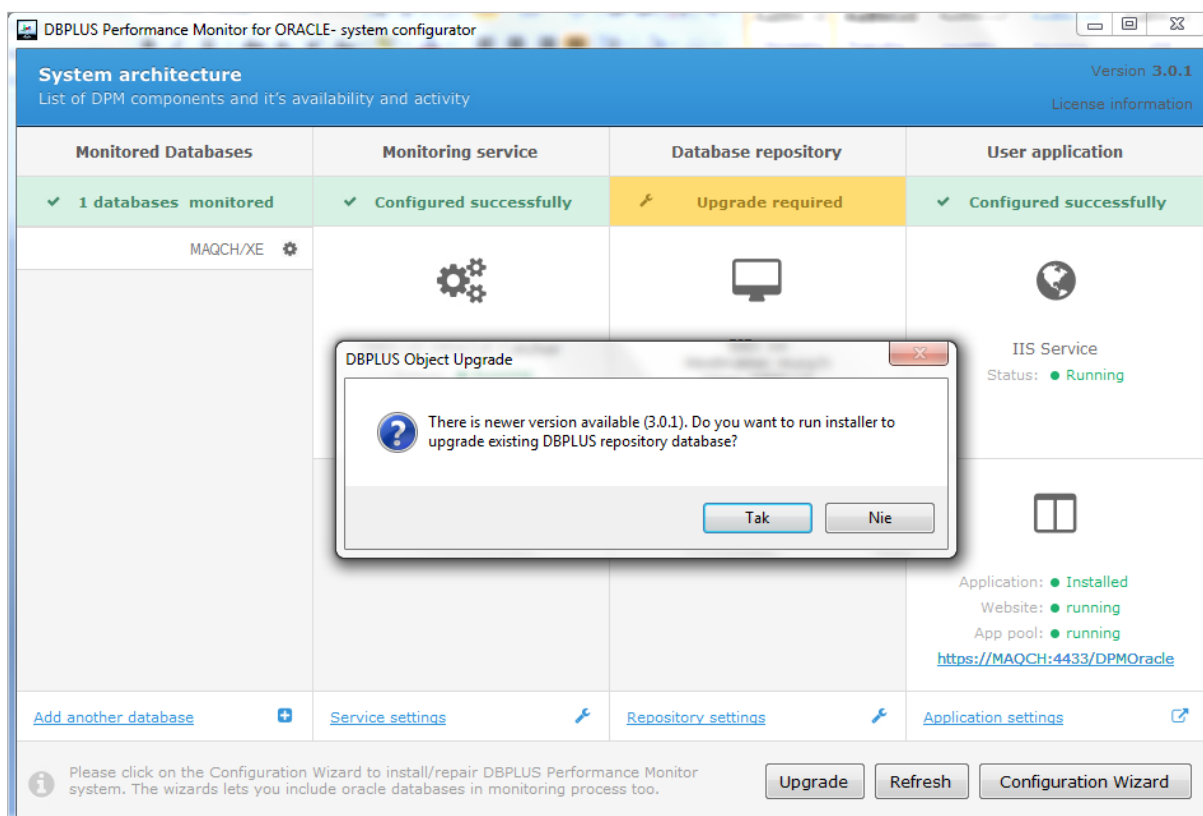 DBPLUS Performance Monitor for ORACLE- system configurator
System architecture
Version 3.0.1
List of DPM components and it's availability and activity
License information
Monitored Databases
Monitoring service
Database repository
User application
1 databases monitored
Configured successfully
Upgrade required
Configured successfully
MAQCH/XE
IIS Service
Status: Running
DBPLUS Object Upgrade
There is newer version available (3.0.1). Do you want to run installer to
upgrade existing DBPLUS repository database?
Tak
Nie
Application: Installed
Website: running
App pool: running
https://MAQCH:4433/DPMOracle
Add another database
Service settings
Repository settings
Application settings
Please click on the Configuration Wizard to install/repair DBPLUS Performance Monitor
system. The wizards lets you include oracle databases in monitoring process too.
Upgrade
Refresh
Configuration Wizard